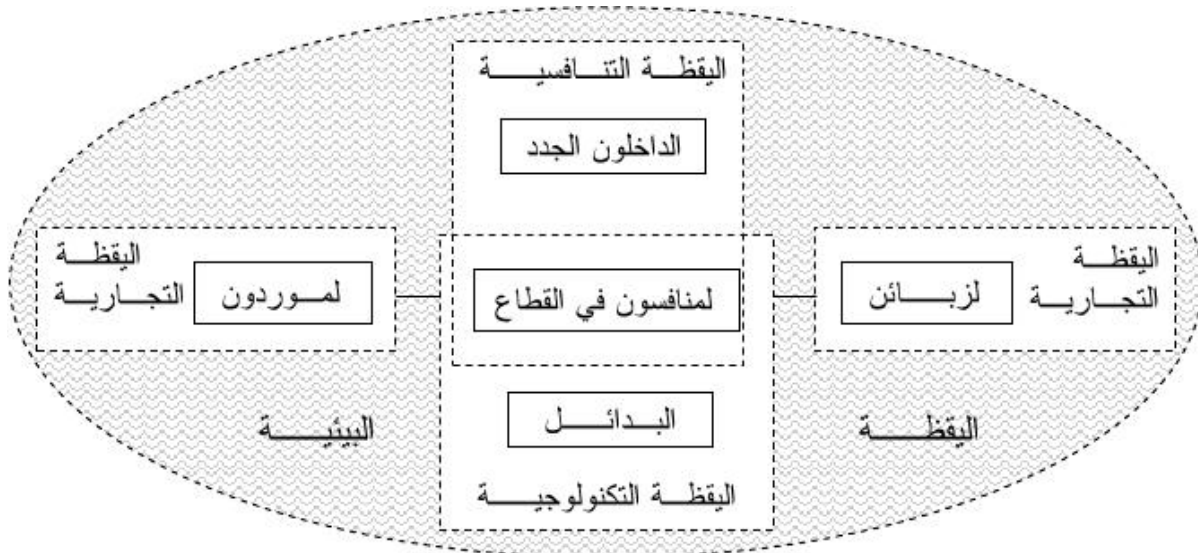 اليقظة التنافسية
الداخلون الجدد
اليقظة
التجارية
لزبائن
لمنافسون في القطاع
اليقظة
التجارية
لموردون
البدائل
اليقظة
البيئية
اليقظة التكنولوجية